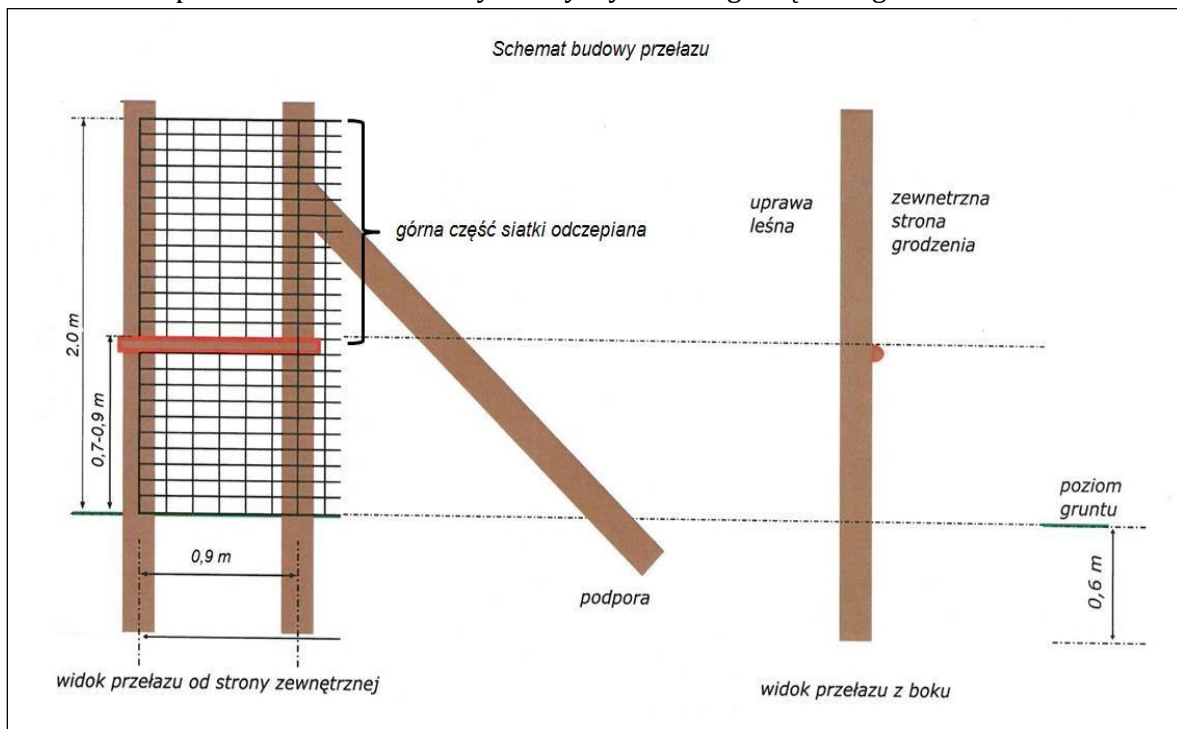 Schemat budowy przełazu
górna część siatki odczepiana
uprawa
leśna
zewnetrzna
strona
grodzenia
2.0 m
0,7-0,9 m
0,9 m
podpora
poziom
gruntu
0,6 m
widok przełazu od strony zewnętrznej
widok przełazu z boku